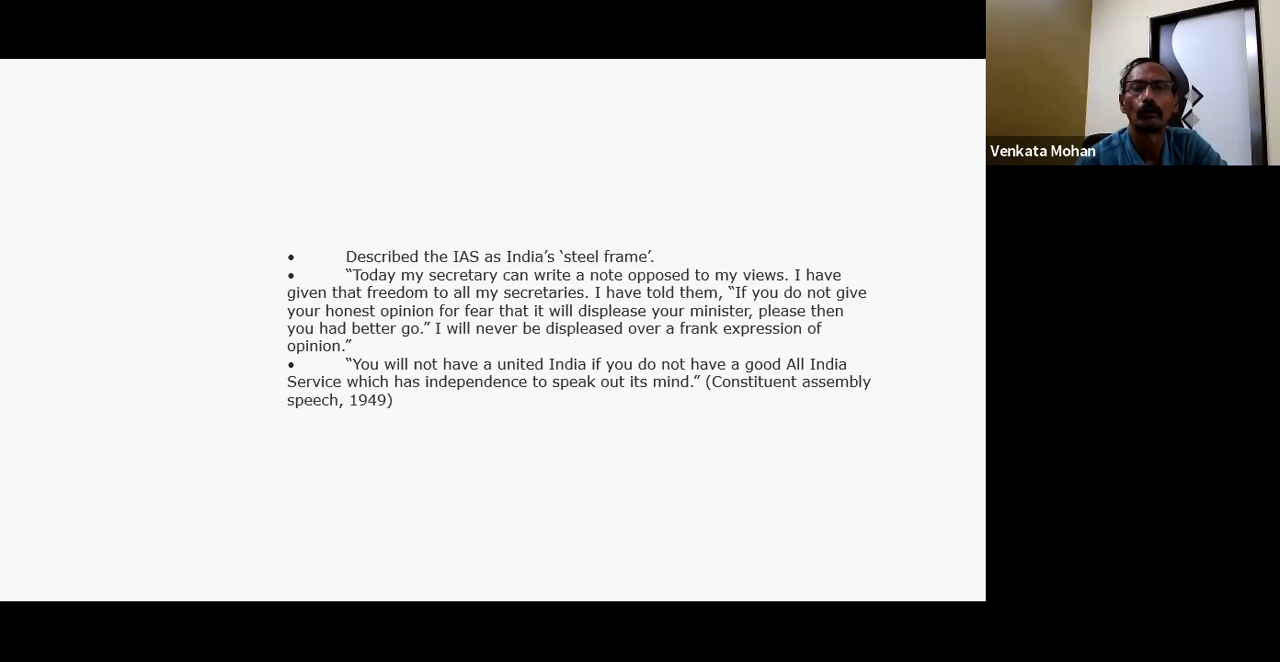 • Described the IAS as India’s ‘steel frame’.
• “Today my secretary can write a note opposed to my views. I have
given that freedom to all my secretaries. I have told them, “If you do not give
your honest opinion for fear that it will displease your minister, please then
you had better go.” I will never be displeased over a frank expression of
opinion.”
• “You will not have a united India if you do not have a good All India
Service which has independence to speak out its mind.” (Constituent assembly
speech, 1949)
Venkata Mohan